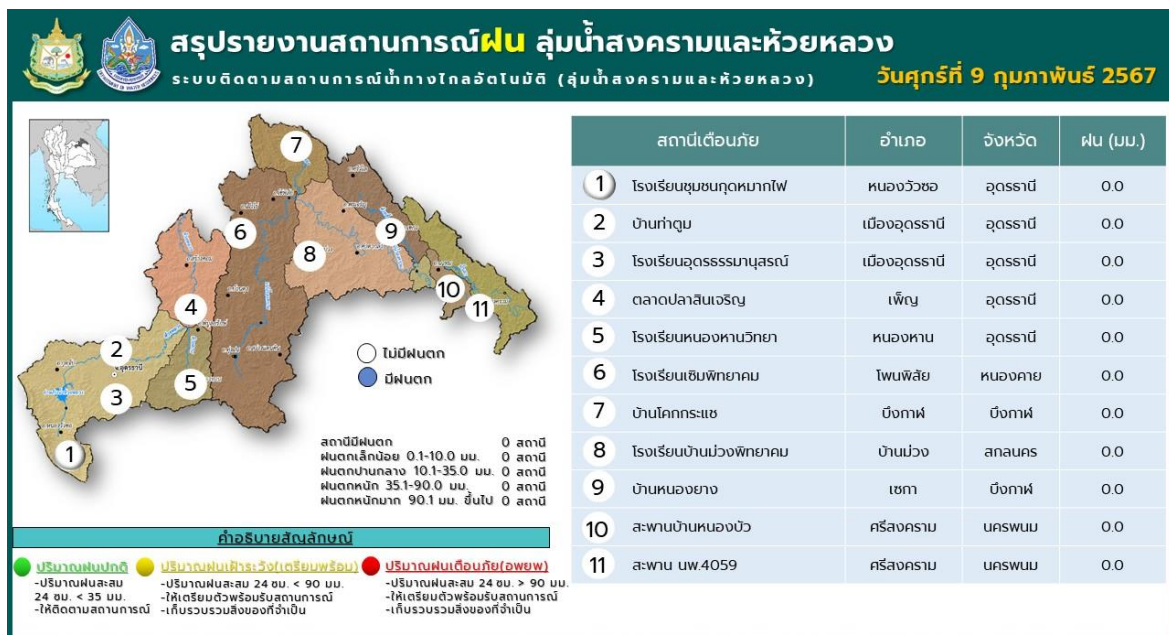 สรุปรายงานสถานการณ์ฝน ลุ่มน้ำสงครามและห้วยหลวง
ระบบติดตามสถานการณ์น้ำทางไกลอัตโนมัติ (ลุ่มน้ำสงครามและห้วยหลวง)
วันศุกร์ที่ 9 กุมภาพันธ์ 2567
7
6
9
8
10
11
4
2
จ.อุดรธานี
5
3
1
ไม่มีฝนตก
มีฝนตก
สถานีมีฝนตก 0 สถานี
ฝนตกเล็กน้อย 0.1-10.0 มม. 0 สถานี
ฝนตกปานกลาง 10.1-35.0 มม. 0 สถานี
ฝนตกหนัก 35.1-90.0 มม. 0 สถานี
ฝนตกหนักมาก 90.1 มม. ขึ้นไป 0 สถานี
คำอธิบายสัญลักษณ์
ปริมาณฝนปกติ
-ปริมาณฝนสะสม
24 ชม. < 35 มม.
-ให้ติดตามสถานการณ์
ปริมาณฝนเฝ้าระวัง(เตรียมพร้อม)
-ปริมาณฝนสะสม 24 ชม. < 90 มม.
-ให้เตรียมตัวพร้อมรับสถานการณ์
-เก็บรวบรวมสิ่งของที่จำเป็น
ปริมาณฝนเตือนภัย(อพยพ)
-ปริมาณฝนสะสม 24 ชม. > 90 มม.
-ให้เตรียมตัวพร้อมรับสถานการณ์
-เก็บรวบรวมสิ่งของที่จำเป็น
สถานีเตือนภัย อำเภอ จังหวัด ฝน (มม.)
1 โรงเรียนชุมชนกุดหมากไฟ หนองวัวซอ อุดรธานี 0.0
2 บ้านท่าตูม เมืองอุดรธานี อุดรธานี 0.0
3 โรงเรียนอุดรธรรมานุสรณ์ เมืองอุดรธานี อุดรธานี 0.0
4 ตลาดปลาสินเจริญ เพ็ญ อุดรธานี 0.0
5 โรงเรียนหนองหานวิทยา หนองหาน อุดรธานี 0.0
6 โรงเรียนเซิมพิทยาคม โพนพิสัย หนองคาย 0.0
7 บ้านโคกกระแซ บึงกาฬ บึงกาฬ 0.0
8 โรงเรียนบ้านม่วงพิทยาคม บ้านม่วง สกลนคร 0.0
9 บ้านหนองยาง เซกา บึงกาฬ 0.0
10 สะพานบ้านหนองบัว ศรีสงคราม นครพนม 0.0
11 สะพาน นพ.4059 ศรีสงคราม นครพนม 0.0